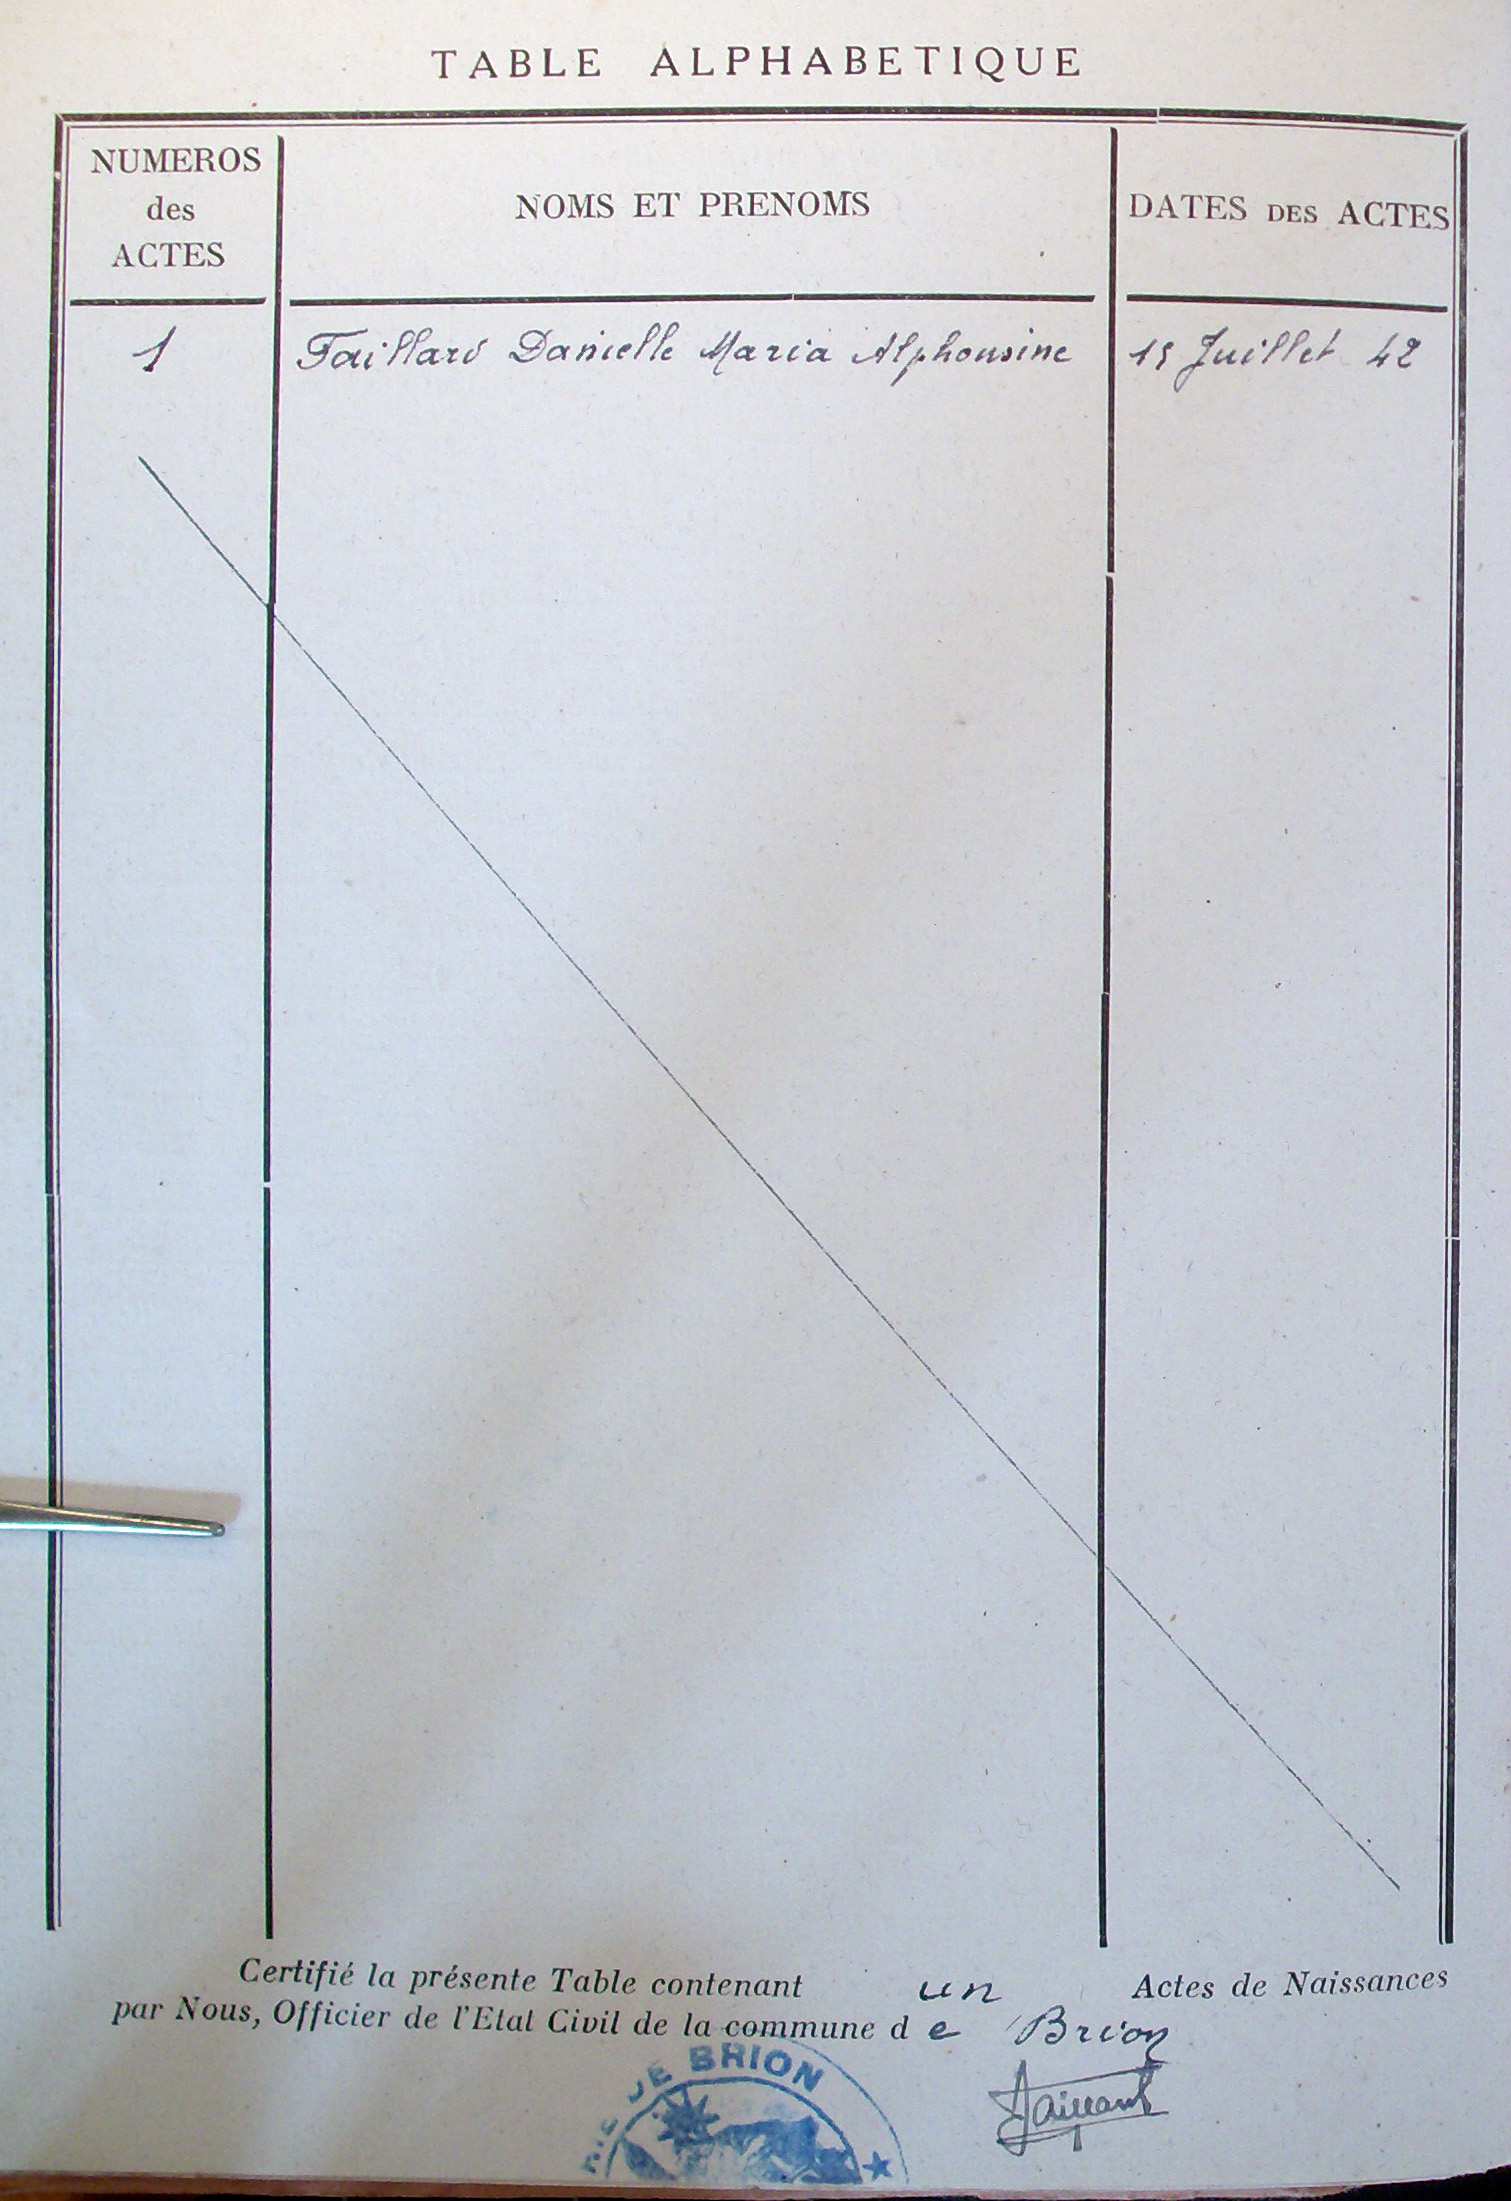 TABLE ALPHABETIQUE
NUMEROS
des
ACTES
NOMS ET PRENOMS
DATES DES ACTES
1 Taillard Danielle Maria Alphonsine 15 Juillet 42
Certifié la présente Table contenant un Actes de Naissances
par Nous, Officier de l'Etat Civil de la commune d e Brion
DE BRION